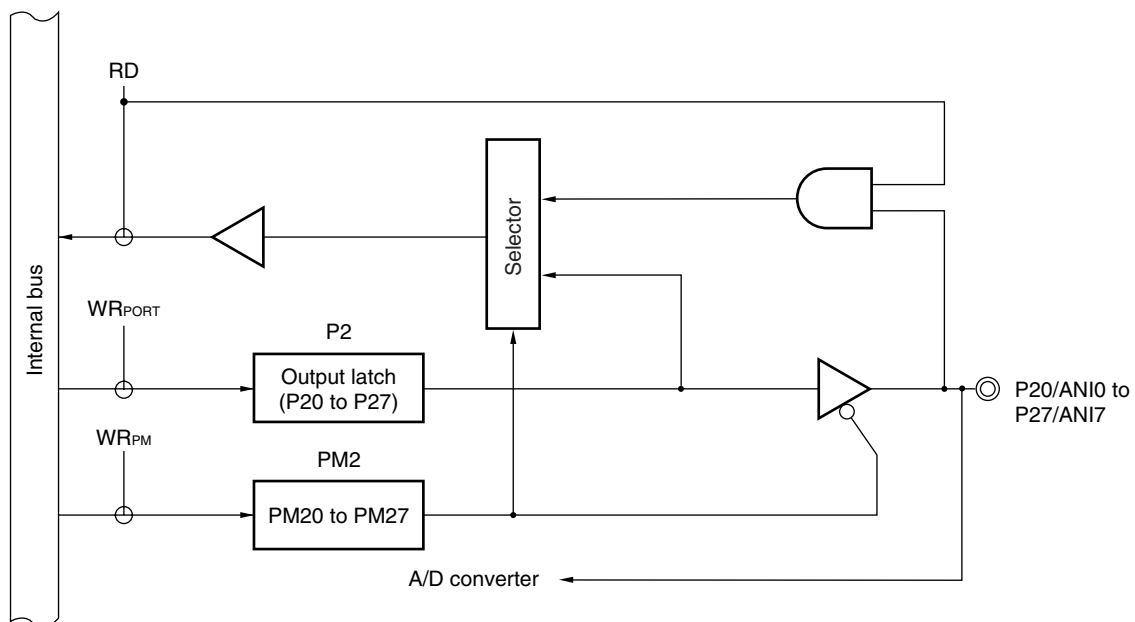 RD
Internal bus
Selector
WRPORT
P2
Output latch
(P20 to P27)
P20/ANI0 to
P27/ANI7
WRPM
PM2
PM20 to PM27
A/D converter